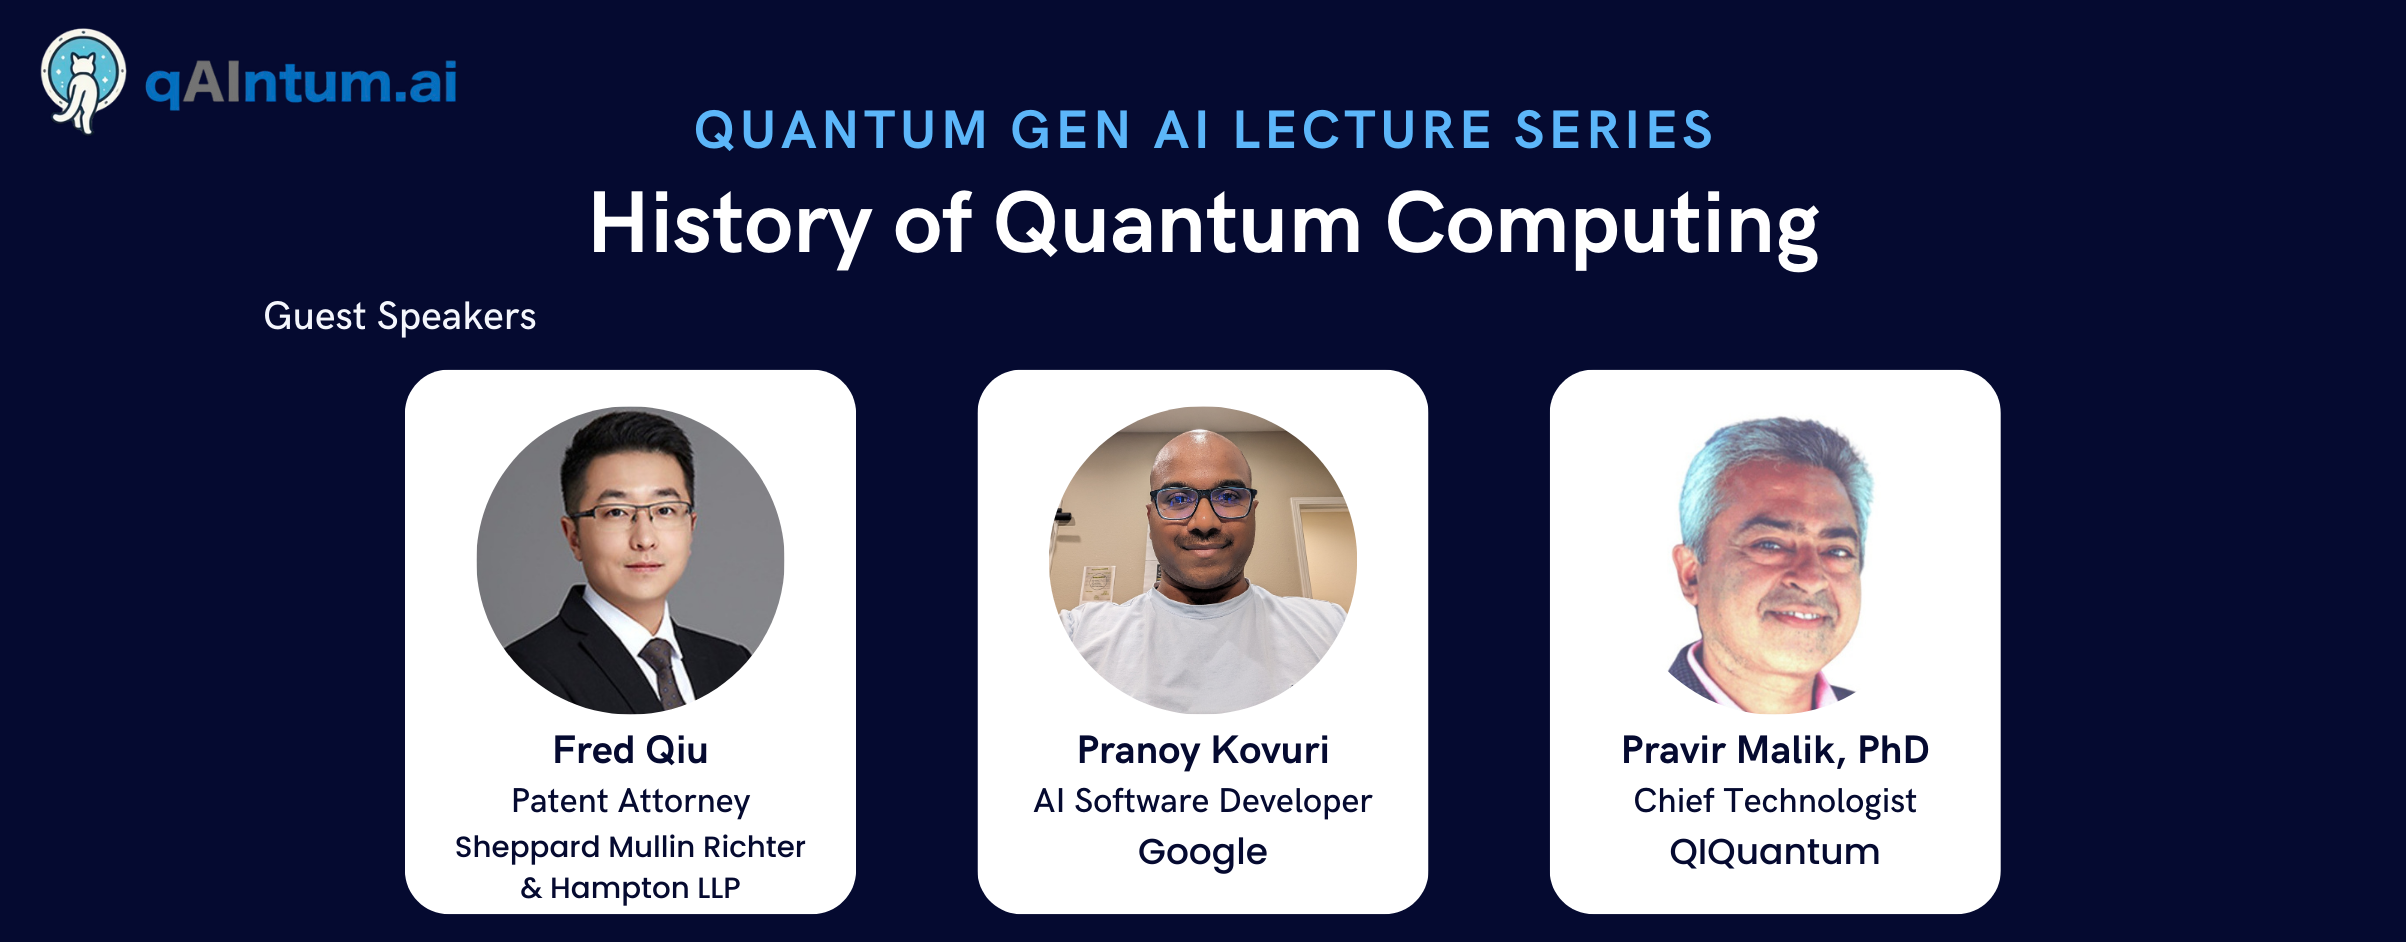 qAIntum.ai
QUANTUM GEN AI LECTURE SERIES
History of Quantum Computing
Guest Speakers
Fred Qiu
Patent Attorney
Sheppard Mullin Richter
& Hampton LLP
Pranoy Kovuri
AI Software Developer
Google
Pravir Malik, PhD
Chief Technologist
QIQuantum